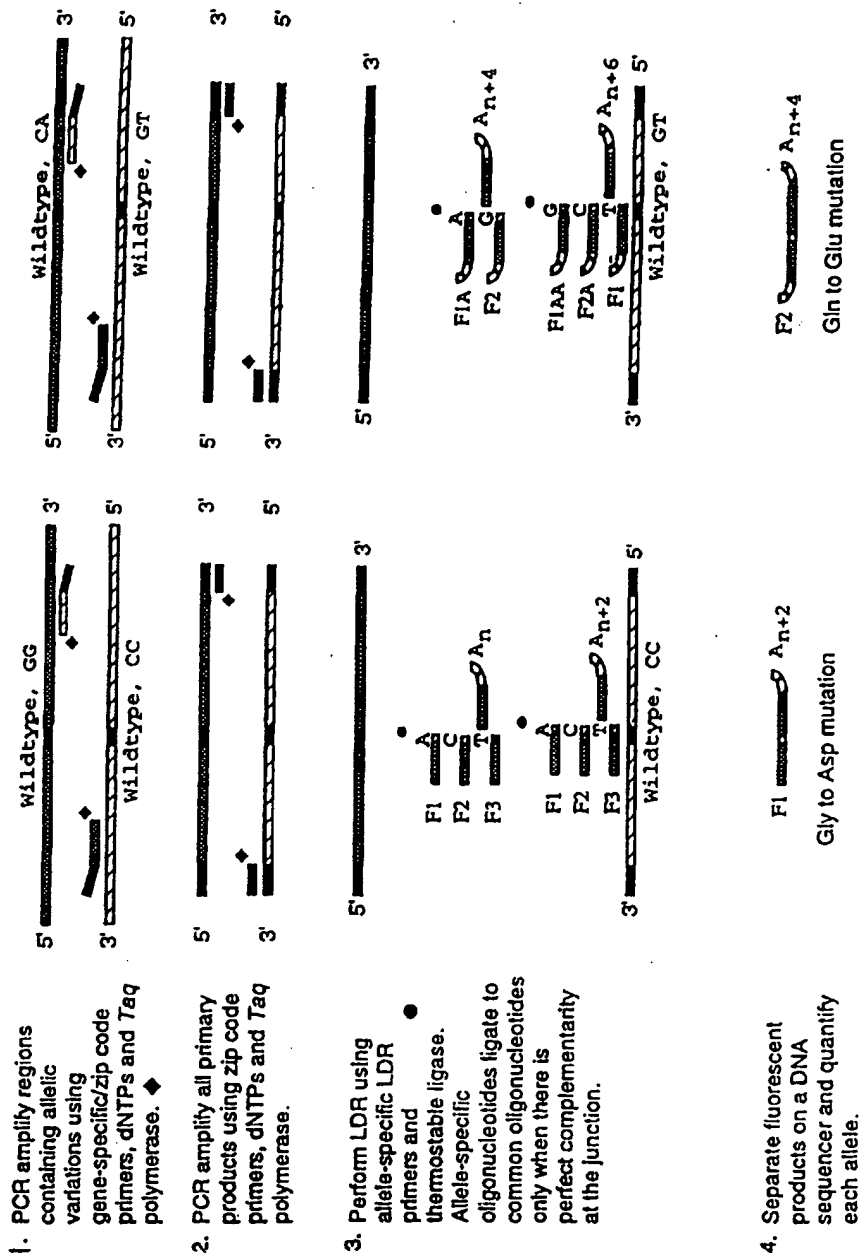 1. PCR amplify regions
containing alletic
variations using
gene-specific/zip code
primers, dNTPs and Taq
polymerase. ◆
5' Wildtype, GG 3'
3' Wildtype, CC 5'
5' Wildtype, CA 3'
3' Wildtype, GT 5'
2. PCR amplify all primary
products using zip code
primers, dNTPs and Taq
polymerase.
5' 3'
3' 5'
5' 3'
3' 5'
3. Perform LDR using
allele-specific LDR
primers and ●
thermostable ligase.
Allele-specific
oligonucleotides ligate to
common oligonucleotides
only when there is
perfect complementarity
at the junction.
5' 3'
F1 A
F2 C
F3 T An
F1 A
F2 C
F3 T An+2
3' Wildtype, CC 5'
5' 3'
F1A A
F2 G An+4
F1AA G
F2A C
F1 T An+6
3' Wildtype, GT 5'
4. Separate fluorescent
products on a DNA
sequencer and quantify
each allele.
F1 An+2
Gly to Asp mutation
F2 An+4
Gln to Glu mutation